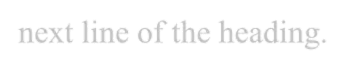 next line of the heading.